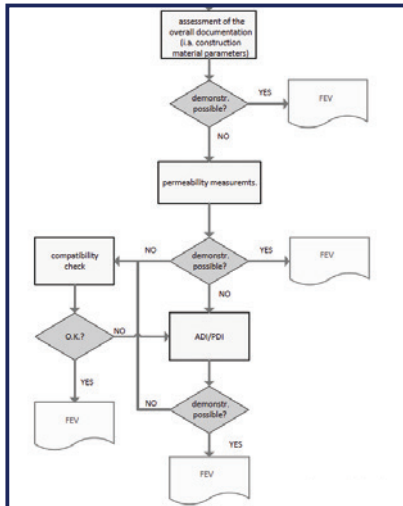 assessment of the
overall documentation
(i.a. construction
material parameters)
demonstr.
possible?
YES
FEV
NO
permeability measuremts.
demonstr.
possible?
NO
YES
FEV
compatibility
check
NO
O.K.?
NO
ADI/PDI
YES
FEV
NO
demonstr.
possible?
YES
FEV